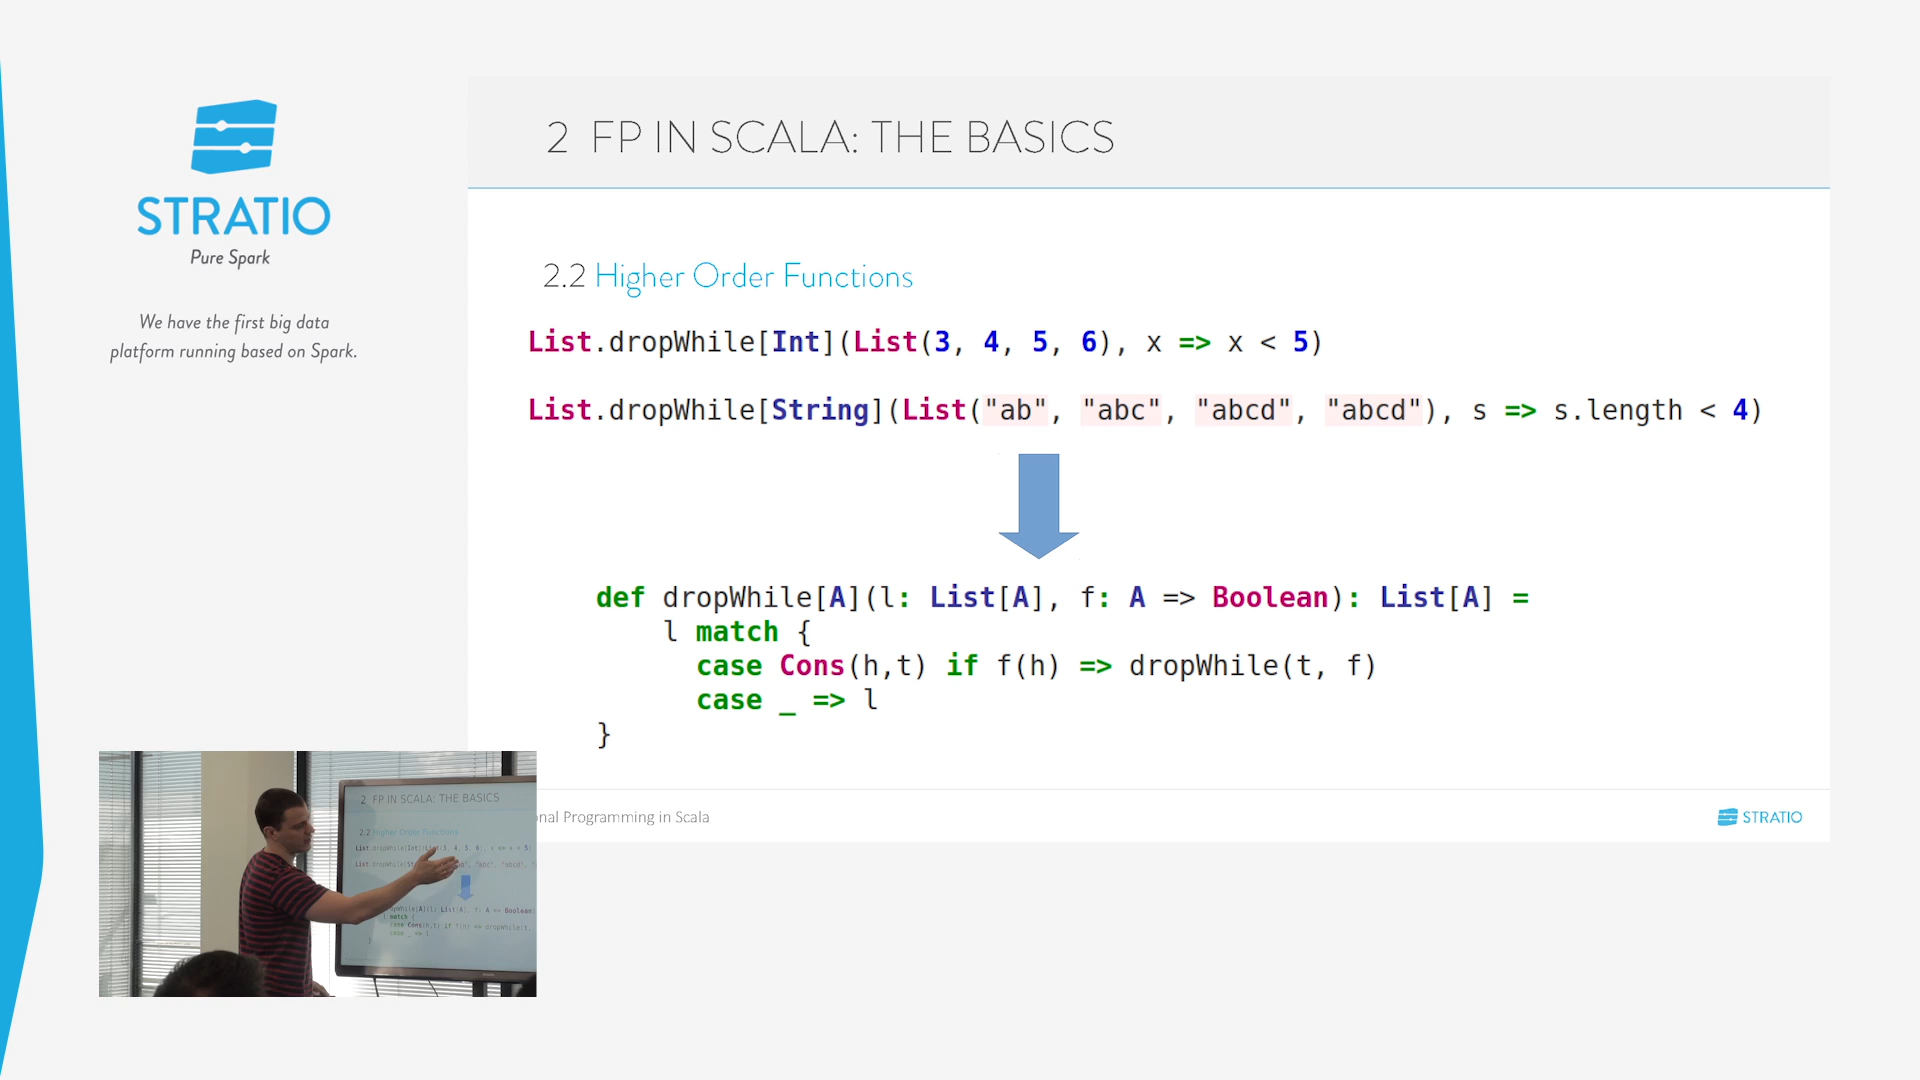 STRATIO
Pure Spark
We have the first big data
platform running based on Spark.
2 FP IN SCALA: THE BASICS
2.2 Higher Order Functions
List.dropWhile[Int](List(3, 4, 5, 6), x => x < 5)
List.dropWhile[String](List("ab", "abc", "abcd", "abcd"), s => s.length < 4)
def dropWhile[A](l: List[A], f: A => Boolean): List[A] =
l match {
case Cons(h,t) if f(h) => dropWhile(t, f)
case _ => l
}
Programming in Scala
STRATIO
2 FP IN SCALA: THE BASICS
2.2 Higher Order Functions